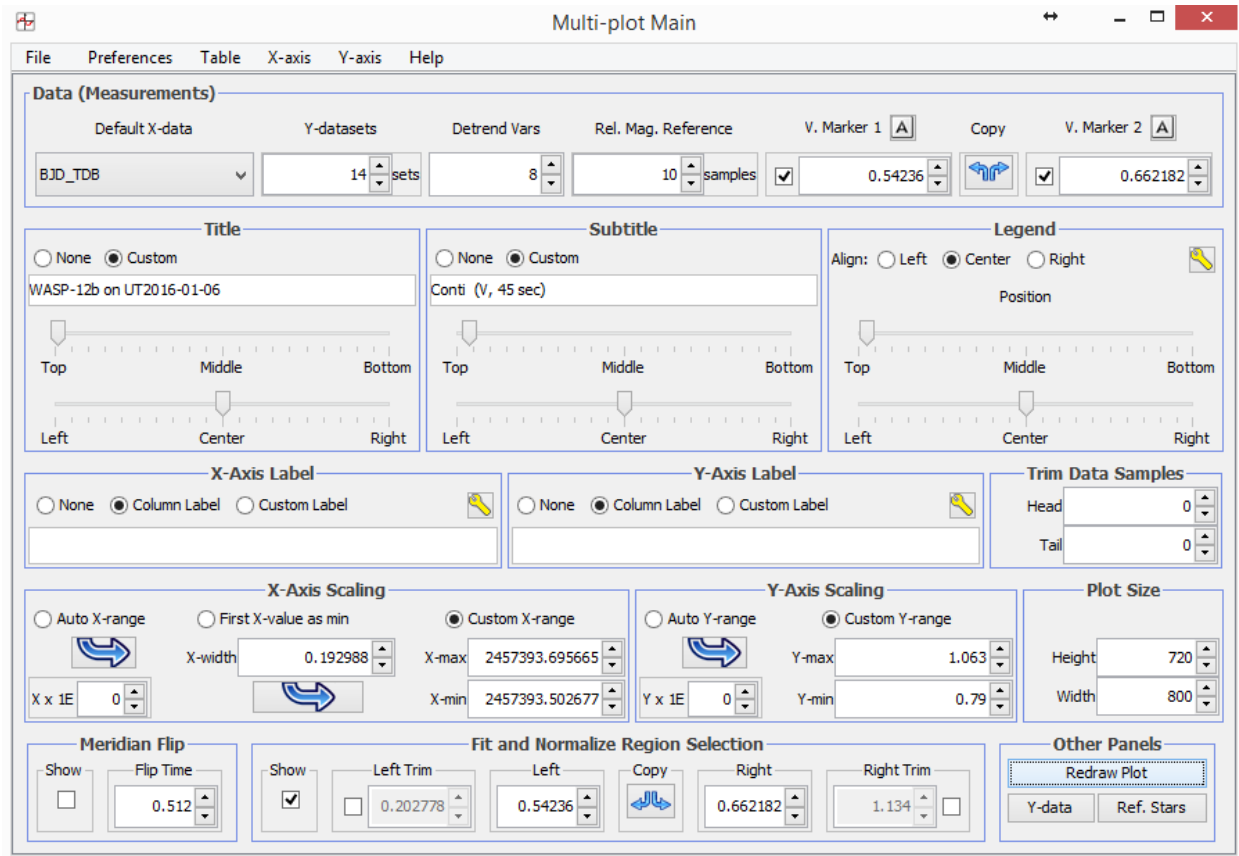 Multi-plot Main
File Preferences Table X-axis Y-axis Help
Data (Measurements)
Default X-data Y-datasets Detrend Vars Rel. Mag. Reference V. Marker 1 A Copy V. Marker 2 A
BJD_TDB 14 sets 8 10 samples 0.54236 0.662182
Title Subtitle Legend
None Custom None Custom Align: Left Center Right
WASP-12b on UT2016-01-06 Conti (V, 45 sec) Position
Top Middle Bottom Top Middle Bottom Top Middle Bottom
Left Center Right Left Center Right Left Center Right
X-Axis Label Y-Axis Label Trim Data Samples
None Column Label Custom Label None Column Label Custom Label Head 0
Tail 0
X-Axis Scaling Y-Axis Scaling Plot Size
Auto X-range First X-value as min Custom X-range Auto Y-range Custom Y-range
X-width 0.192988 X-max 2457393.695665 Y-max 1.063 Height 720
X x 1E 0 X-min 2457393.502677 Y x 1E 0 Y-min 0.79 Width 800
Meridian Flip Fit and Normalize Region Selection Other Panels
Show Flip Time Show Left Trim Left Copy Right Right Trim Redraw Plot
0.512 0.202778 0.54236 0.662182 1.134 Y-data Ref. Stars